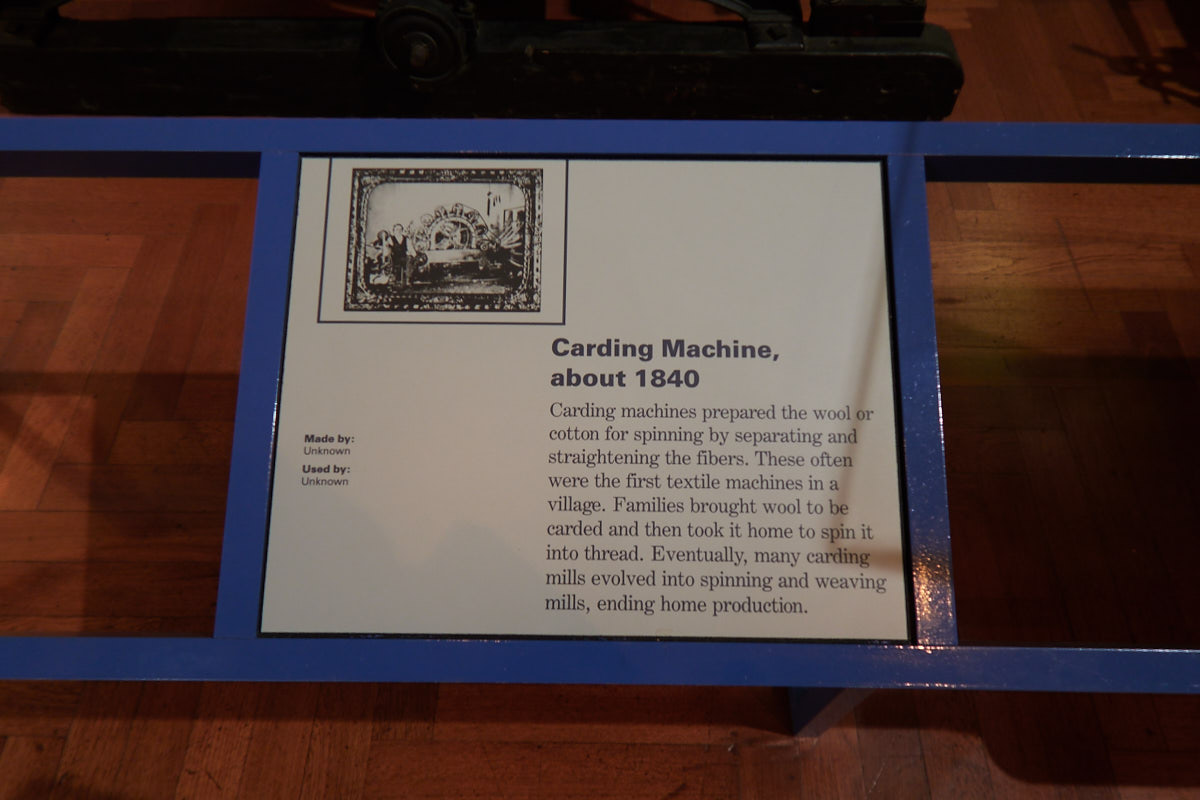 Carding Machine,
about 1840
Carding machines prepared the wool or
cotton for spinning by separating and
straightening the fibers. These often
were the first textile machines in a
village. Families brought wool to be
carded and then took it home to spin it
into thread. Eventually, many carding
mills evolved into spinning and weaving
mills, ending home production.
Made by:
Unknown
Used by:
Unknown